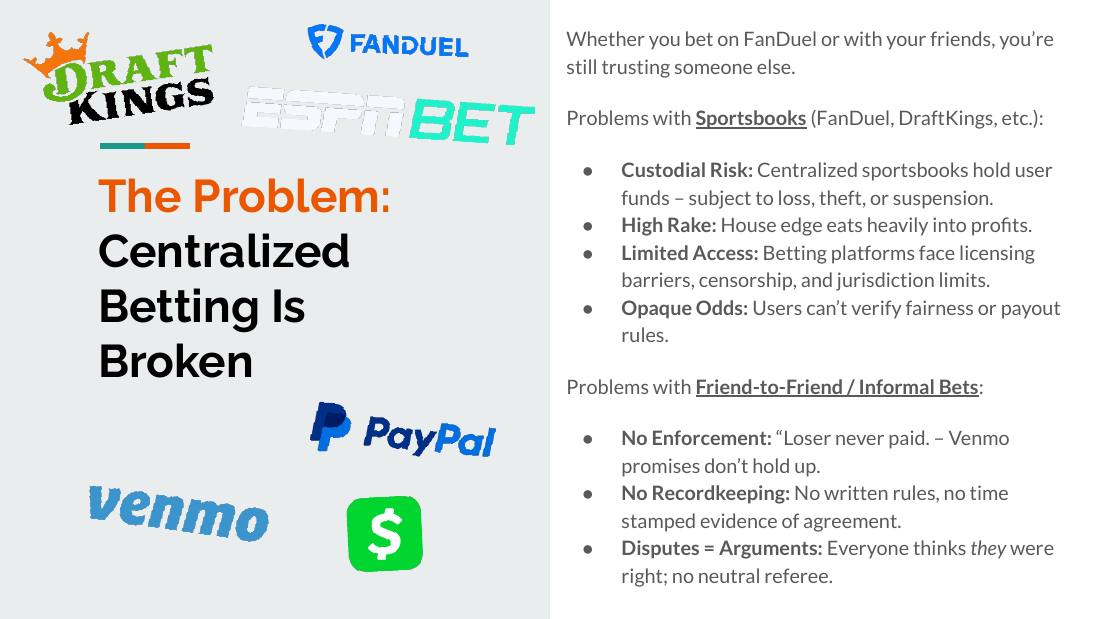 DRAFT
KINGS
FANDUEL
ESPN BET
The Problem:
Centralized
Betting Is
Broken
PayPal
venmo
$
Whether you bet on FanDuel or with your friends, you’re
still trusting someone else.
Problems with Sportsbooks (FanDuel, DraftKings, etc.):
● Custodial Risk: Centralized sportsbooks hold user
funds – subject to loss, theft, or suspension.
● High Rake: House edge eats heavily into profits.
● Limited Access: Betting platforms face licensing
barriers, censorship, and jurisdiction limits.
● Opaque Odds: Users can’t verify fairness or payout
rules.
Problems with Friend-to-Friend / Informal Bets:
● No Enforcement: “Loser never paid. – Venmo
promises don’t hold up.
● No Recordkeeping: No written rules, no time
stamped evidence of agreement.
● Disputes = Arguments: Everyone thinks they were
right; no neutral referee.